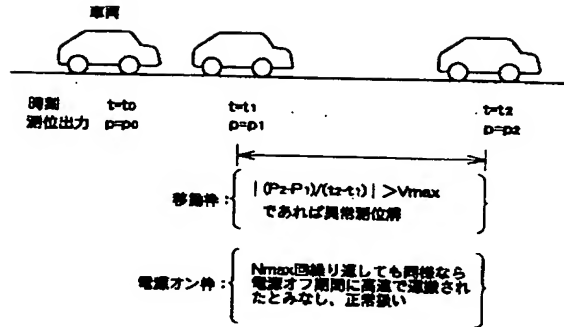 車両
時刻 t=t0 t=t1 t=t2
測位出力 p=p0 p=p1 p=p2
移動枠: |(P2-P1)/(t2-t1)|>Vmax
であれば異常測位解
電源オン枠: Nmax回繰り返しても同様なら
電源オフ期間に高速で運搬され
たとみなし、正常扱い